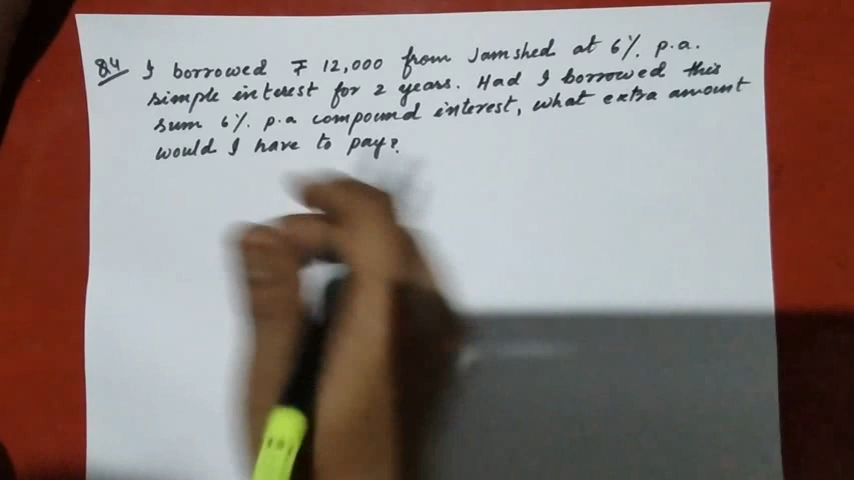 Q4 I borrowed ₹ 12,000 from Jamshed at 6% p.a.
simple interest for 2 years. Had I borrowed this
sum 6% p.a compound interest, what extra amount
would I have to pay?